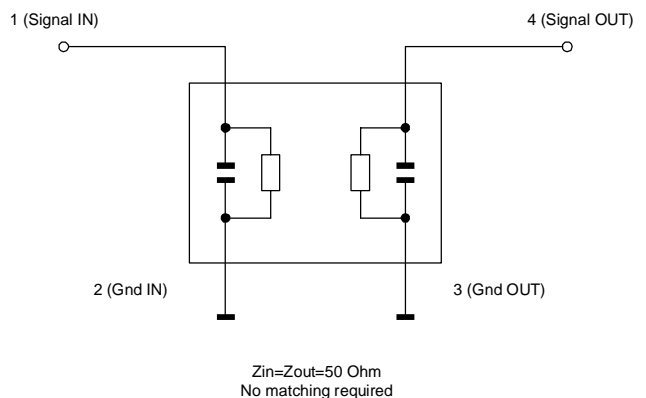 1 (Signal IN)
4 (Signal OUT)
2 (Gnd IN)
3 (Gnd OUT)
Zin=Zout=50 Ohm
No matching required